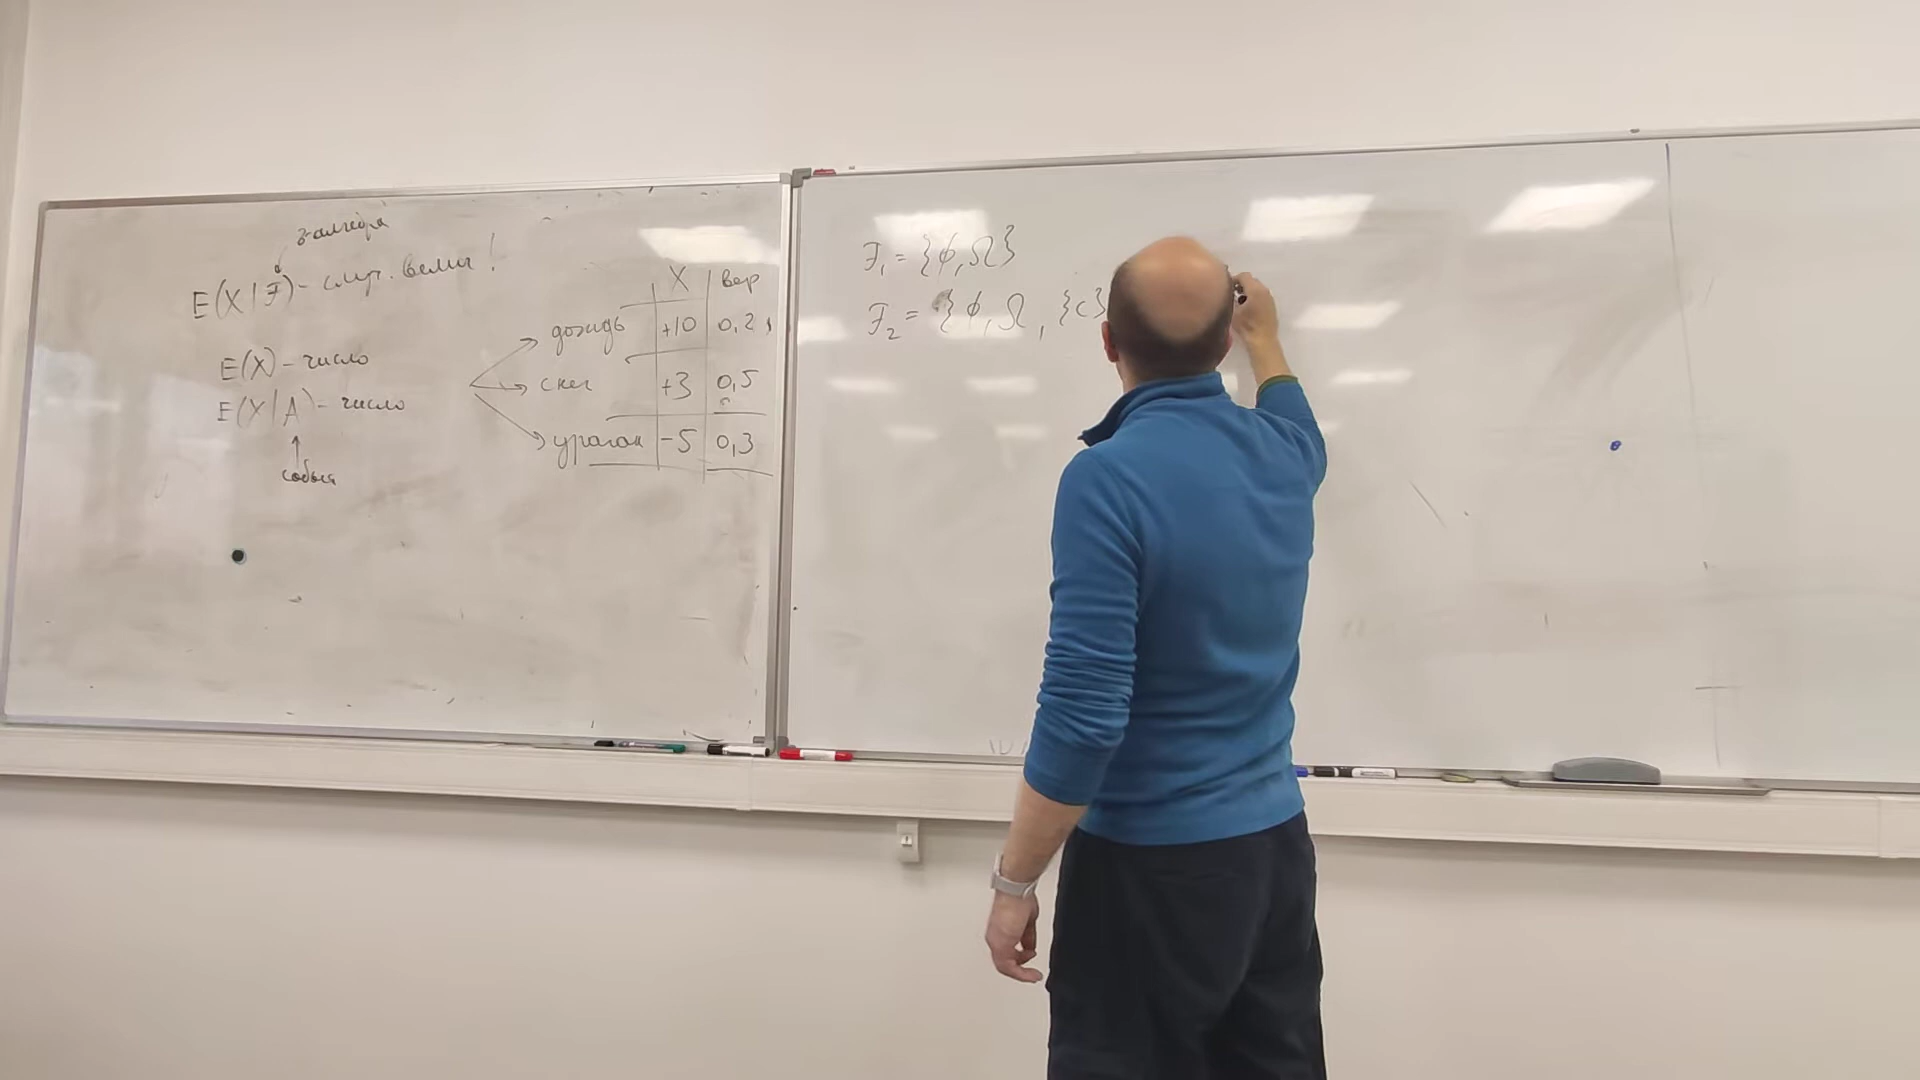 σ-алгебра
E(X|F) - случ. велич!
E(X) - число
E(X|A) - число
событие
X вер
дождь +10 0,2
снег +3 0,5
ураган -5 0,3
F₁ = {∅, Ω}
F₂ = {∅, Ω, {c}